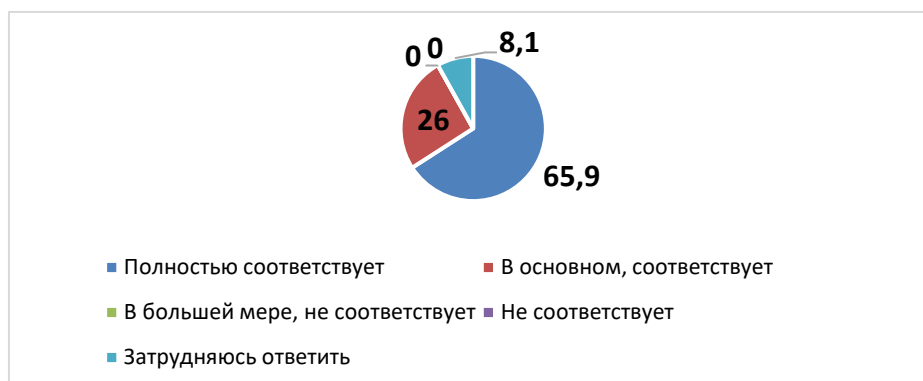 0 0 8,1
26
65,9
Полностью соответствует В основном, соответствует
В большей мере, не соответствует Не соответствует
Затрудняюсь ответить